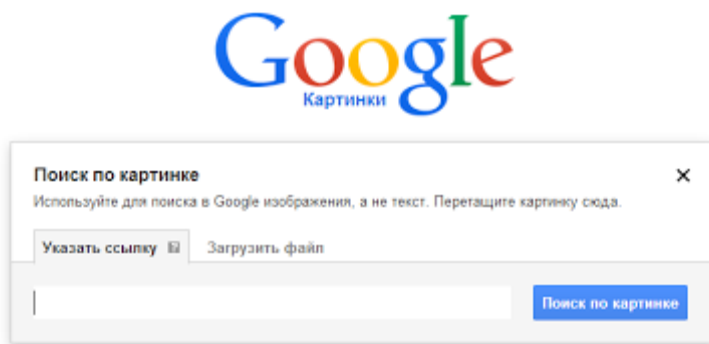 Google
Картинки
Поиск по картинке
Используйте для поиска в Google изображения, а не текст. Перетащите картинку сюда.
Указать ссылку Загрузить файл
Поиск по картинке